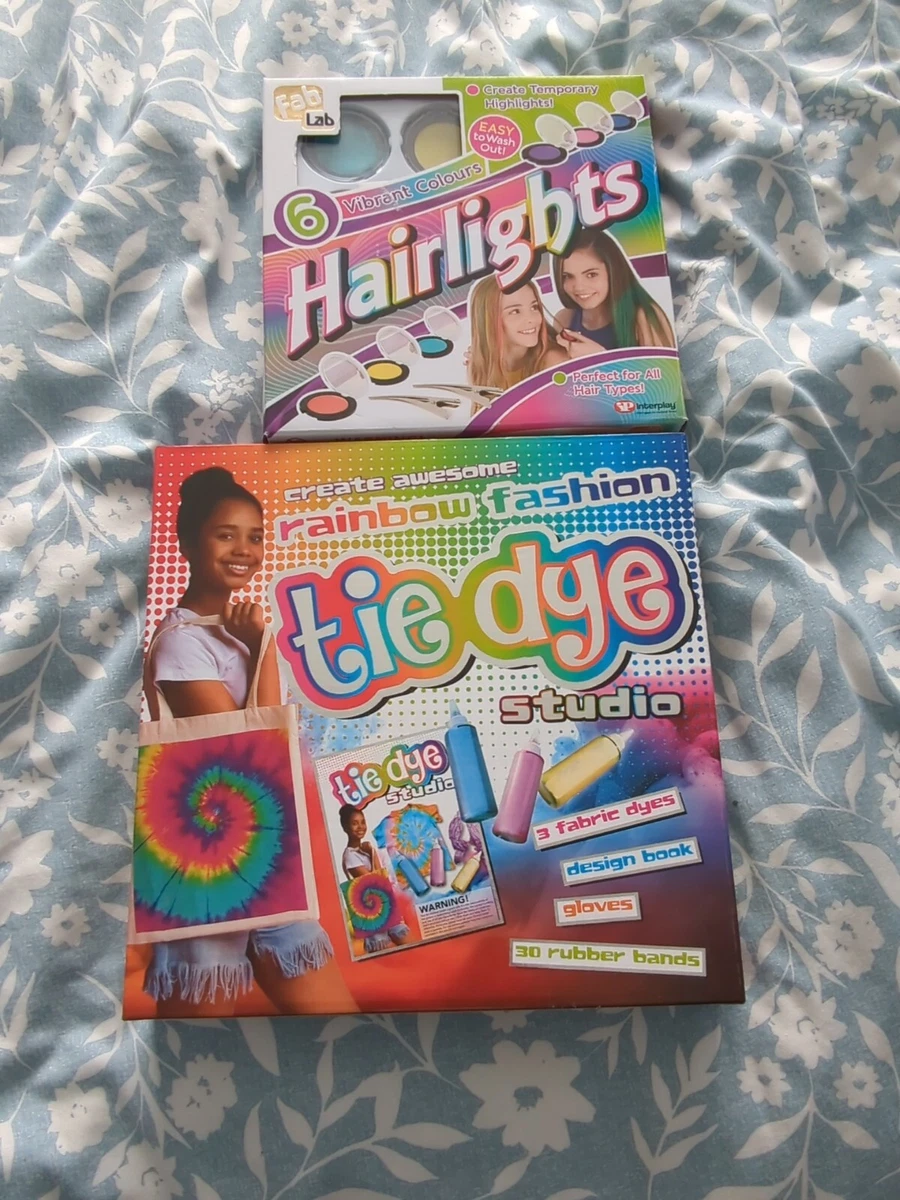 Fab
Lab
Create Temporary
Highlights!
EASY
to Wash
Out!
6
Vibrant Colours
Hairlights
Perfect for All
Hair Types!
interplay
create awesome
rainbow fashion
tie dye
studio
tie dye
studio
WARNING!
3 fabric dyes
design book
gloves
30 rubber bands